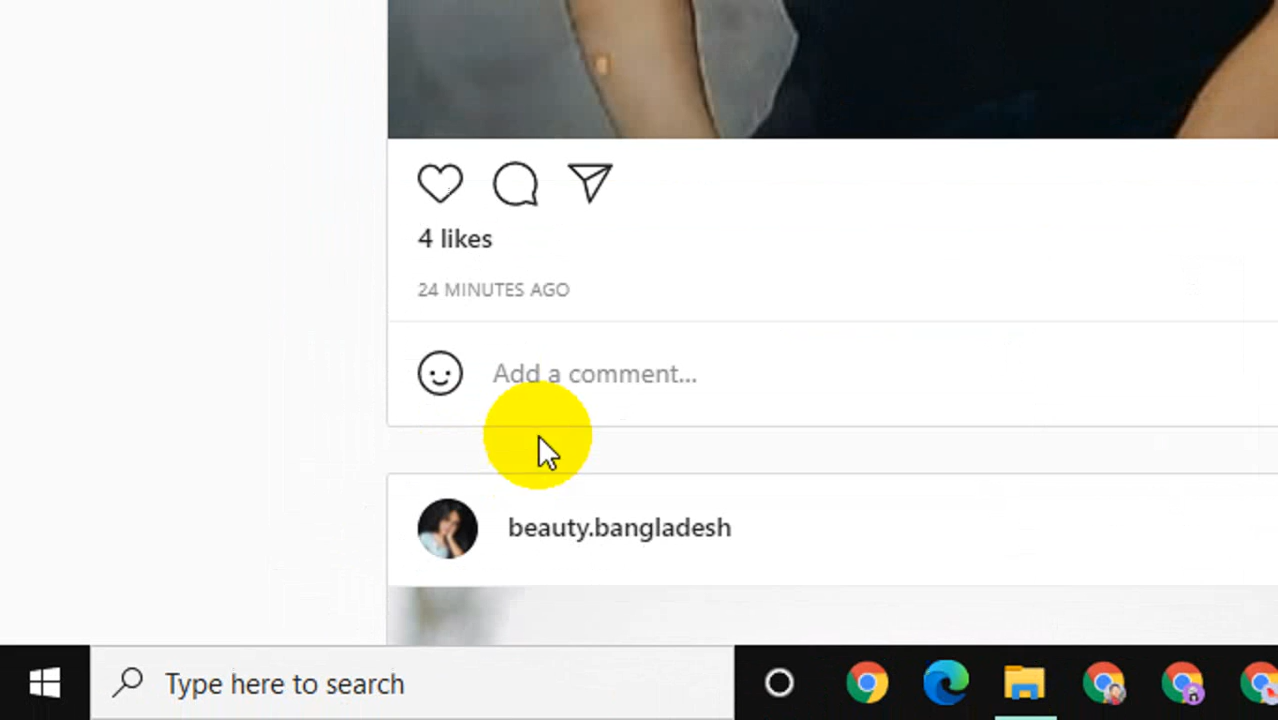 4 likes
24 MINUTES AGO
Add a comment...
beauty.bangladesh
Type here to search